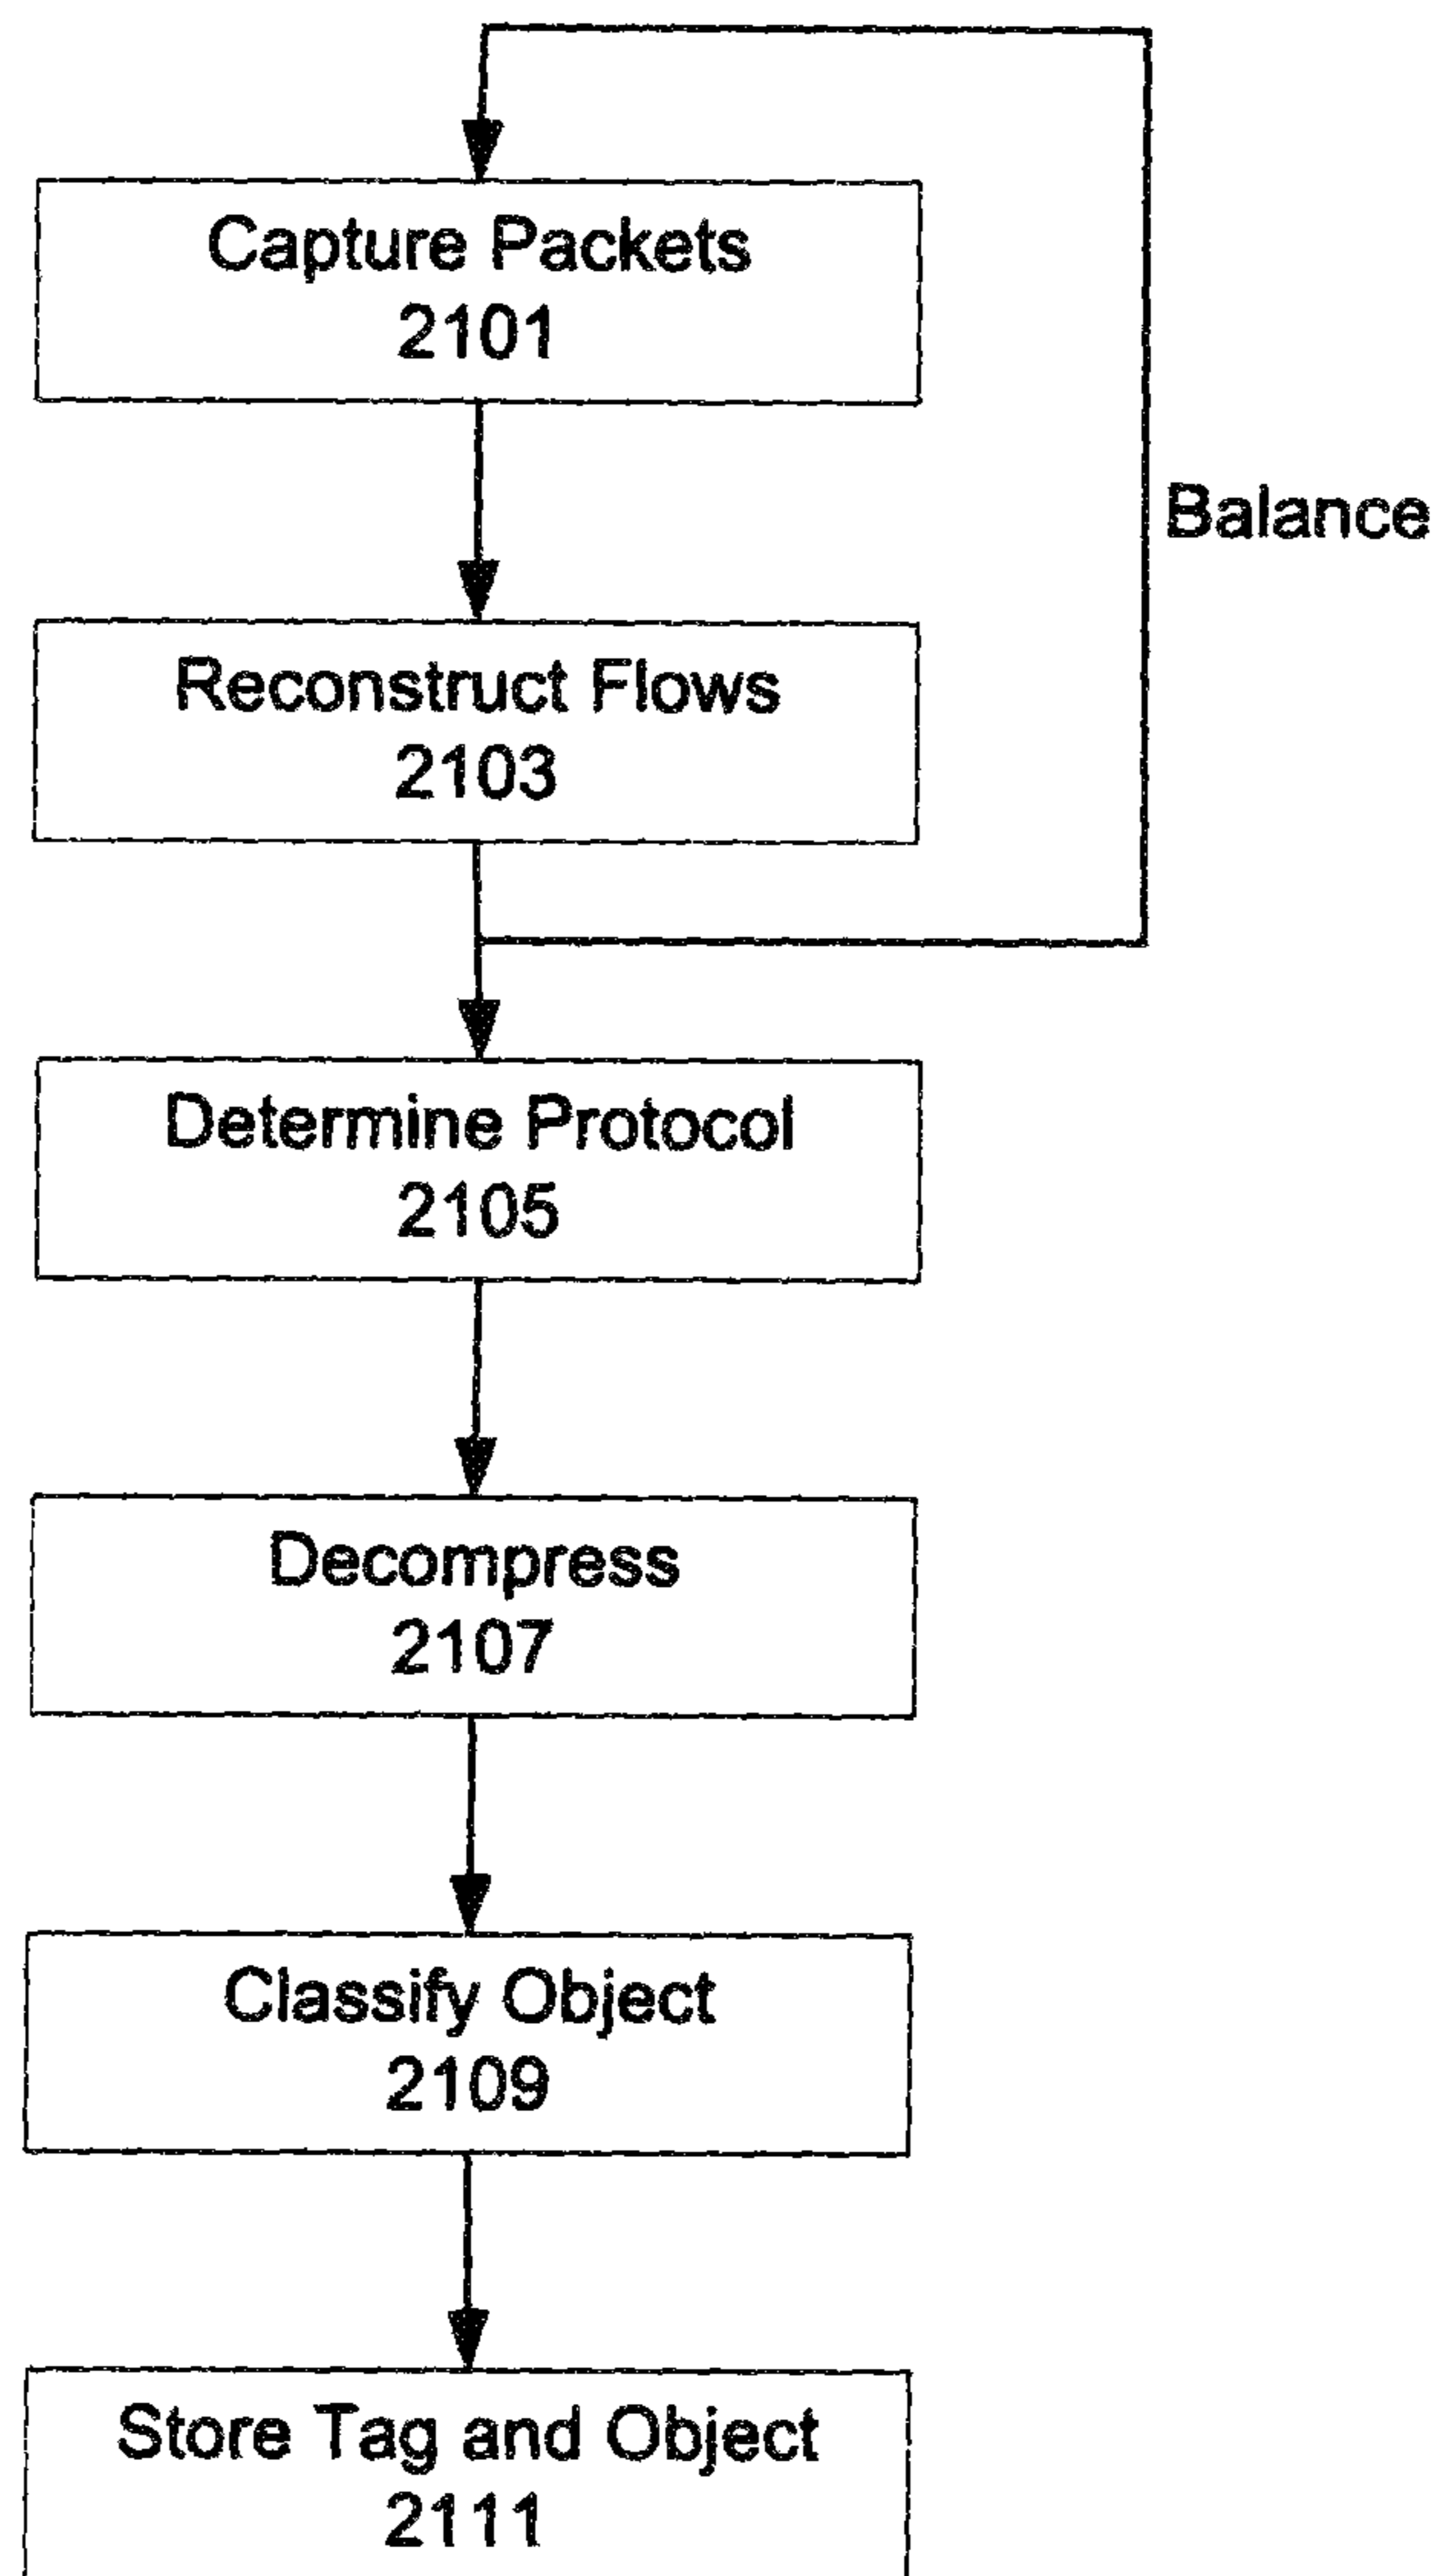 Capture Packets
2101
Balance
Reconstruct Flows
2103
Determine Protocol
2105
Decompress
2107
Classify Object
2109
Store Tag and Object
2111